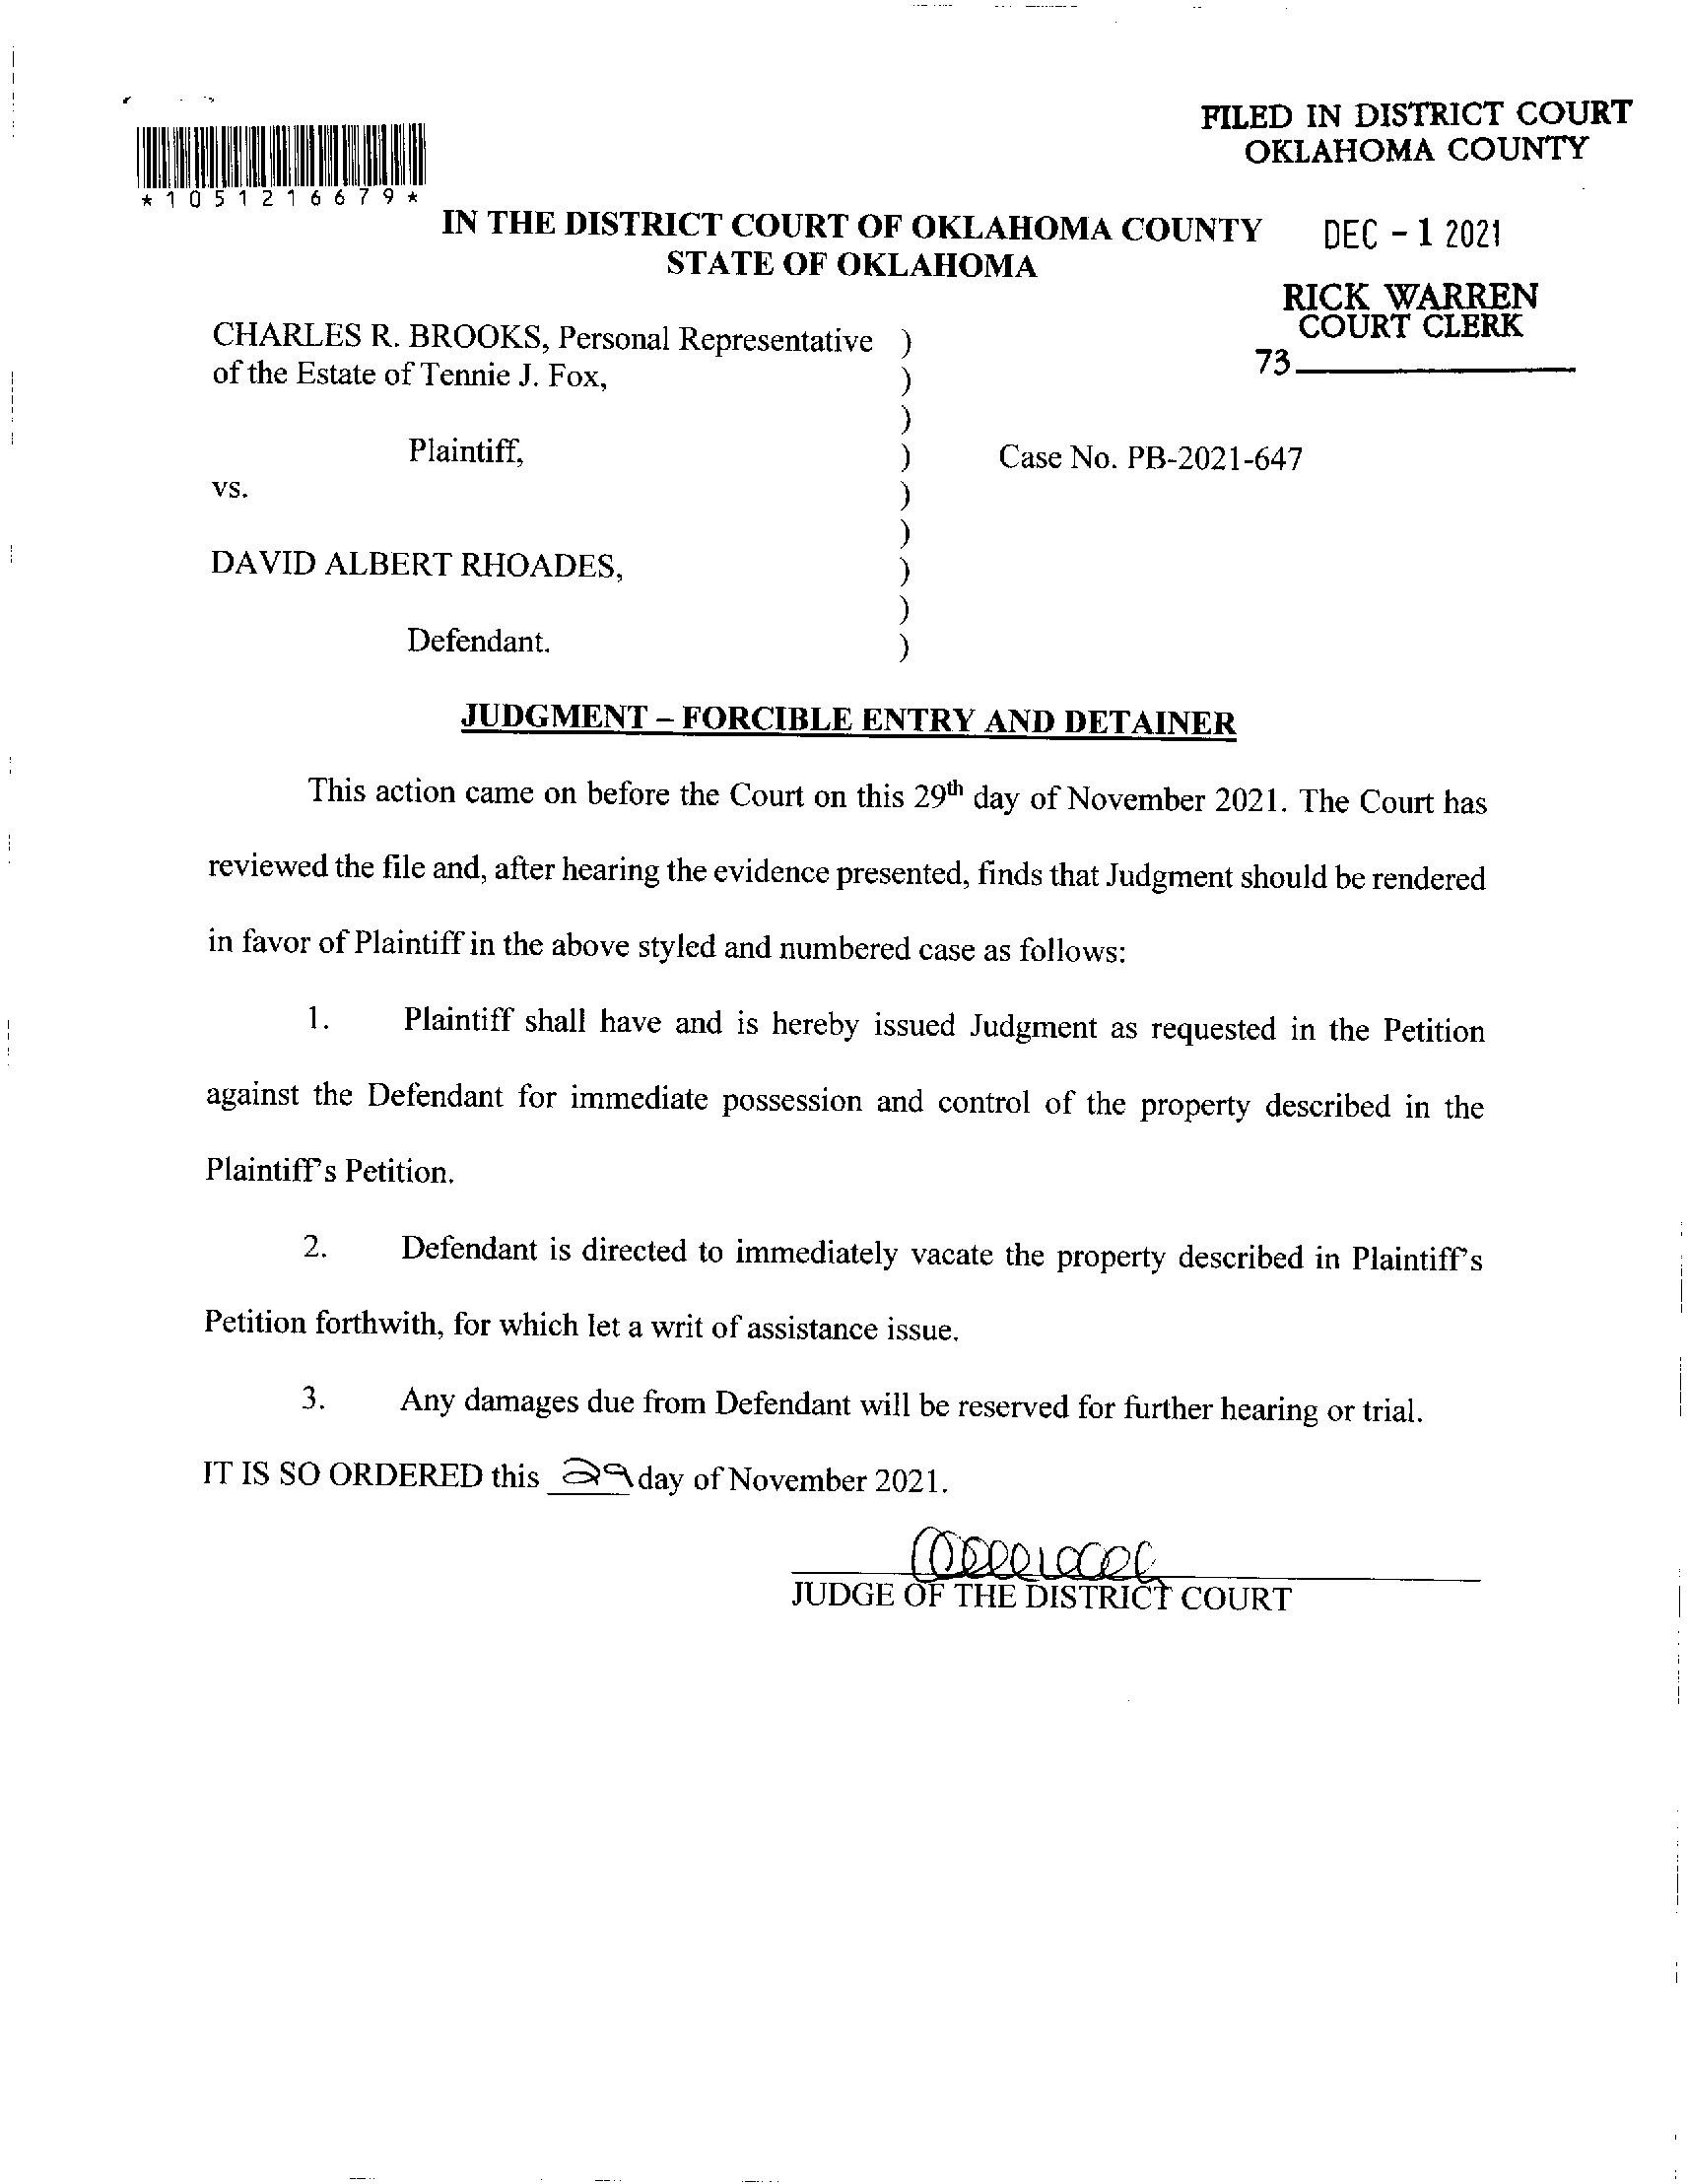 FILED IN DISTRICT COURT
OKLAHOMA COUNTY
*1051216679*
IN THE DISTRICT COURT OF OKLAHOMA COUNTY
STATE OF OKLAHOMA
DEC - 1 2021
RICK WARREN
COURT CLERK
73
CHARLES R. BROOKS, Personal Representative )
of the Estate of Tennie J. Fox, )
)
Plaintiff, ) Case No. PB-2021-647
vs. )
)
DAVID ALBERT RHOADES, )
)
Defendant. )
JUDGMENT – FORCIBLE ENTRY AND DETAINER
This action came on before the Court on this 29th day of November 2021. The Court has
reviewed the file and, after hearing the evidence presented, finds that Judgment should be rendered
in favor of Plaintiff in the above styled and numbered case as follows:
1. Plaintiff shall have and is hereby issued Judgment as requested in the Petition
against the Defendant for immediate possession and control of the property described in the
Plaintiff's Petition.
2. Defendant is directed to immediately vacate the property described in Plaintiff's
Petition forthwith, for which let a writ of assistance issue.
3. Any damages due from Defendant will be reserved for further hearing or trial.
IT IS SO ORDERED this 29 day of November 2021.
JUDGE OF THE DISTRICT COURT